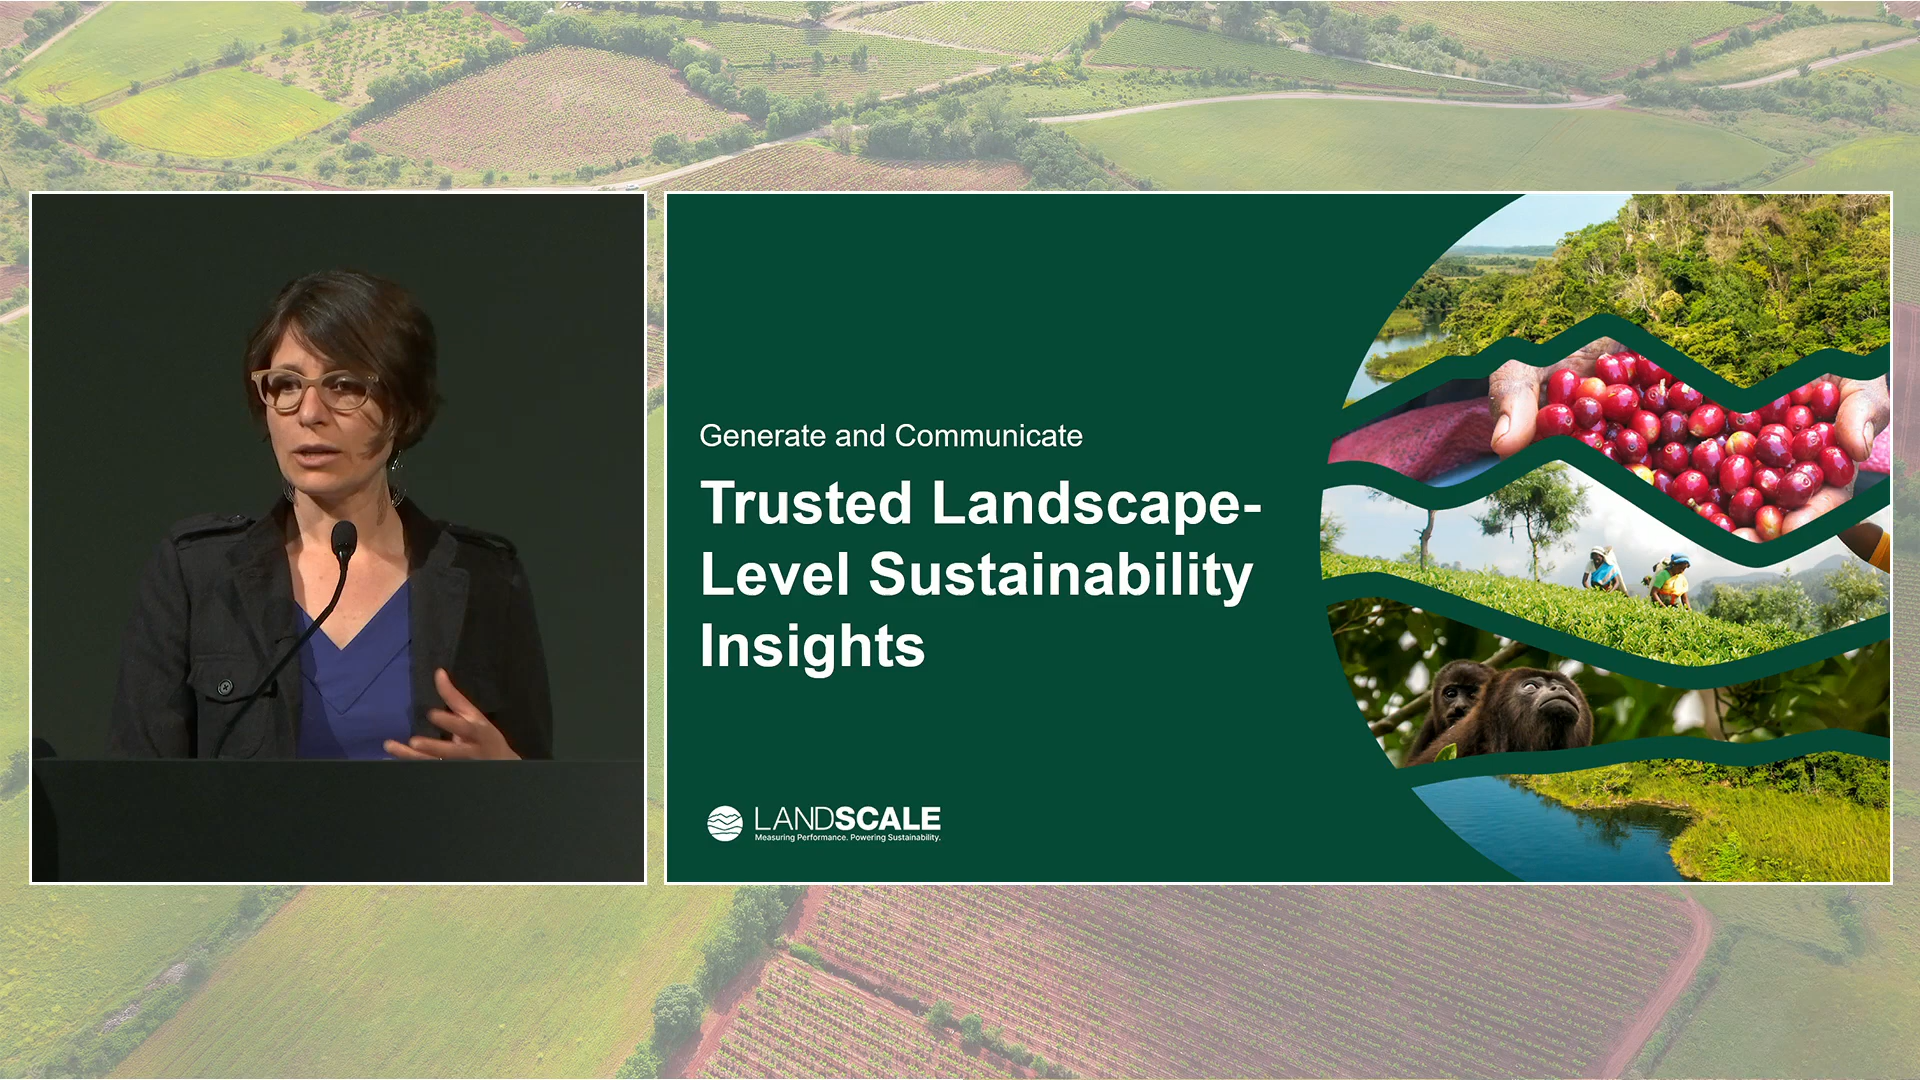 Generate and Communicate
Trusted Landscape-
Level Sustainability
Insights
LANDSCALE
Measuring Performance. Powering Sustainability.